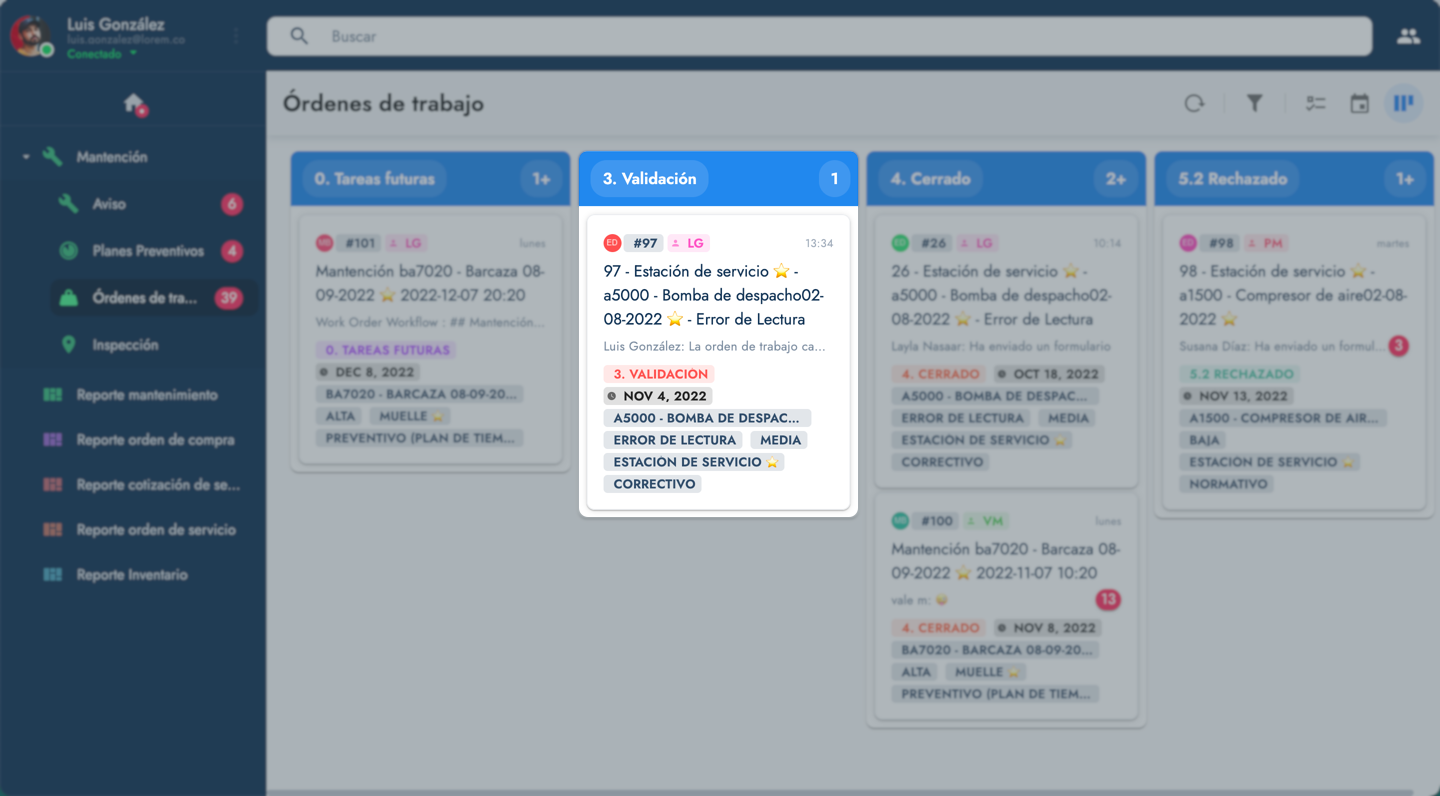 Luis González
luis.gonzalez@lorem.co
Conectado
Buscar
Mantención
Aviso 6
Planes Preventivos 4
Órdenes de tra... 39
Inspección
Reporte mantenimiento
Reporte orden de compra
Reporte cotización de se...
Reporte orden de servicio
Reporte Inventario
Órdenes de trabajo
0. Tareas futuras 1+
#101 LG lunes
Mantención ba7020 - Barcaza 08-
09-2022 ⭐ 2022-12-07 20:20
Work Order Workflow : ## Mantención...
0. TAREAS FUTURAS
DEC 8, 2022
BA7020 - BARCAZA 08-09-20...
ALTA MUELLE ⭐
PREVENTIVO (PLAN DE TIEM...
3. Validación 1
ED #97 LG 13:34
97 - Estación de servicio ⭐ -
a5000 - Bomba de despacho02-
08-2022 ⭐ - Error de Lectura
Luis González: La orden de trabajo ca...
3. VALIDACIÓN
NOV 4, 2022
A5000 - BOMBA DE DESPAC...
ERROR DE LECTURA MEDIA
ESTACIÓN DE SERVICIO ⭐
CORRECTIVO
4. Cerrado 2+
ED #26 LG 10:14
26 - Estación de servicio ⭐ -
a5000 - Bomba de despacho02-
08-2022 ⭐ - Error de Lectura
Layla Nasaar: Ha enviado un formulario
4. CERRADO OCT 18, 2022
A5000 - BOMBA DE DESPAC...
ERROR DE LECTURA MEDIA
ESTACIÓN DE SERVICIO ⭐
CORRECTIVO
#100 VM lunes
Mantención ba7020 - Barcaza 08-
09-2022 ⭐ 2022-11-07 10:20
vale m: 13
4. CERRADO NOV 8, 2022
BA7020 - BARCAZA 08-09-20...
ALTA MUELLE ⭐
PREVENTIVO (PLAN DE TIEM...
5.2 Rechazado 1+
ED #98 PM martes
98 - Estación de servicio ⭐ -
a1500 - Compresor de aire02-08-
2022 ⭐
Susana Díaz: Ha enviado un formul... 3
5.2 RECHAZADO
NOV 13, 2022
A1500 - COMPRESOR DE AIR...
BAJA
ESTACIÓN DE SERVICIO ⭐
NORMATIVO